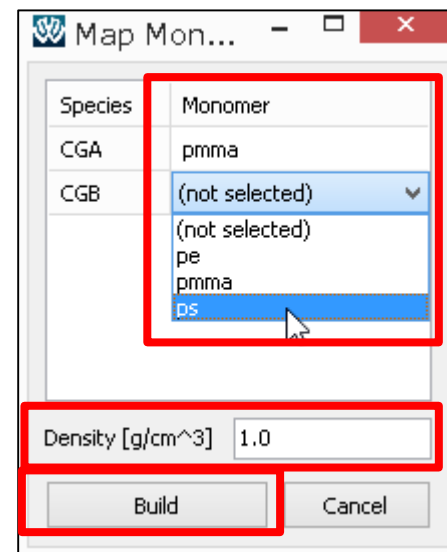 Map Mon...
Species Monomer
CGA pmma
CGB (not selected)
(not selected)
pe
pmma
ps
Density [g/cm^3] 1.0
Build Cancel